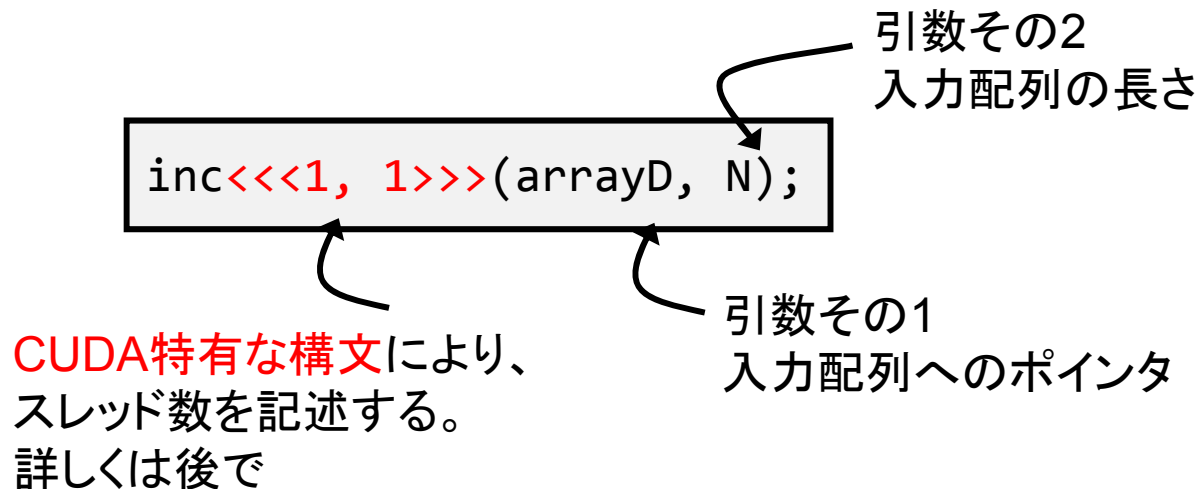 引数その2
入力配列の長さ
inc<<<1, 1>>>(arrayD, N);
引数その1
入力配列へのポインタ
CUDA特有な構文により、
スレッド数を記述する。
詳しくは後で